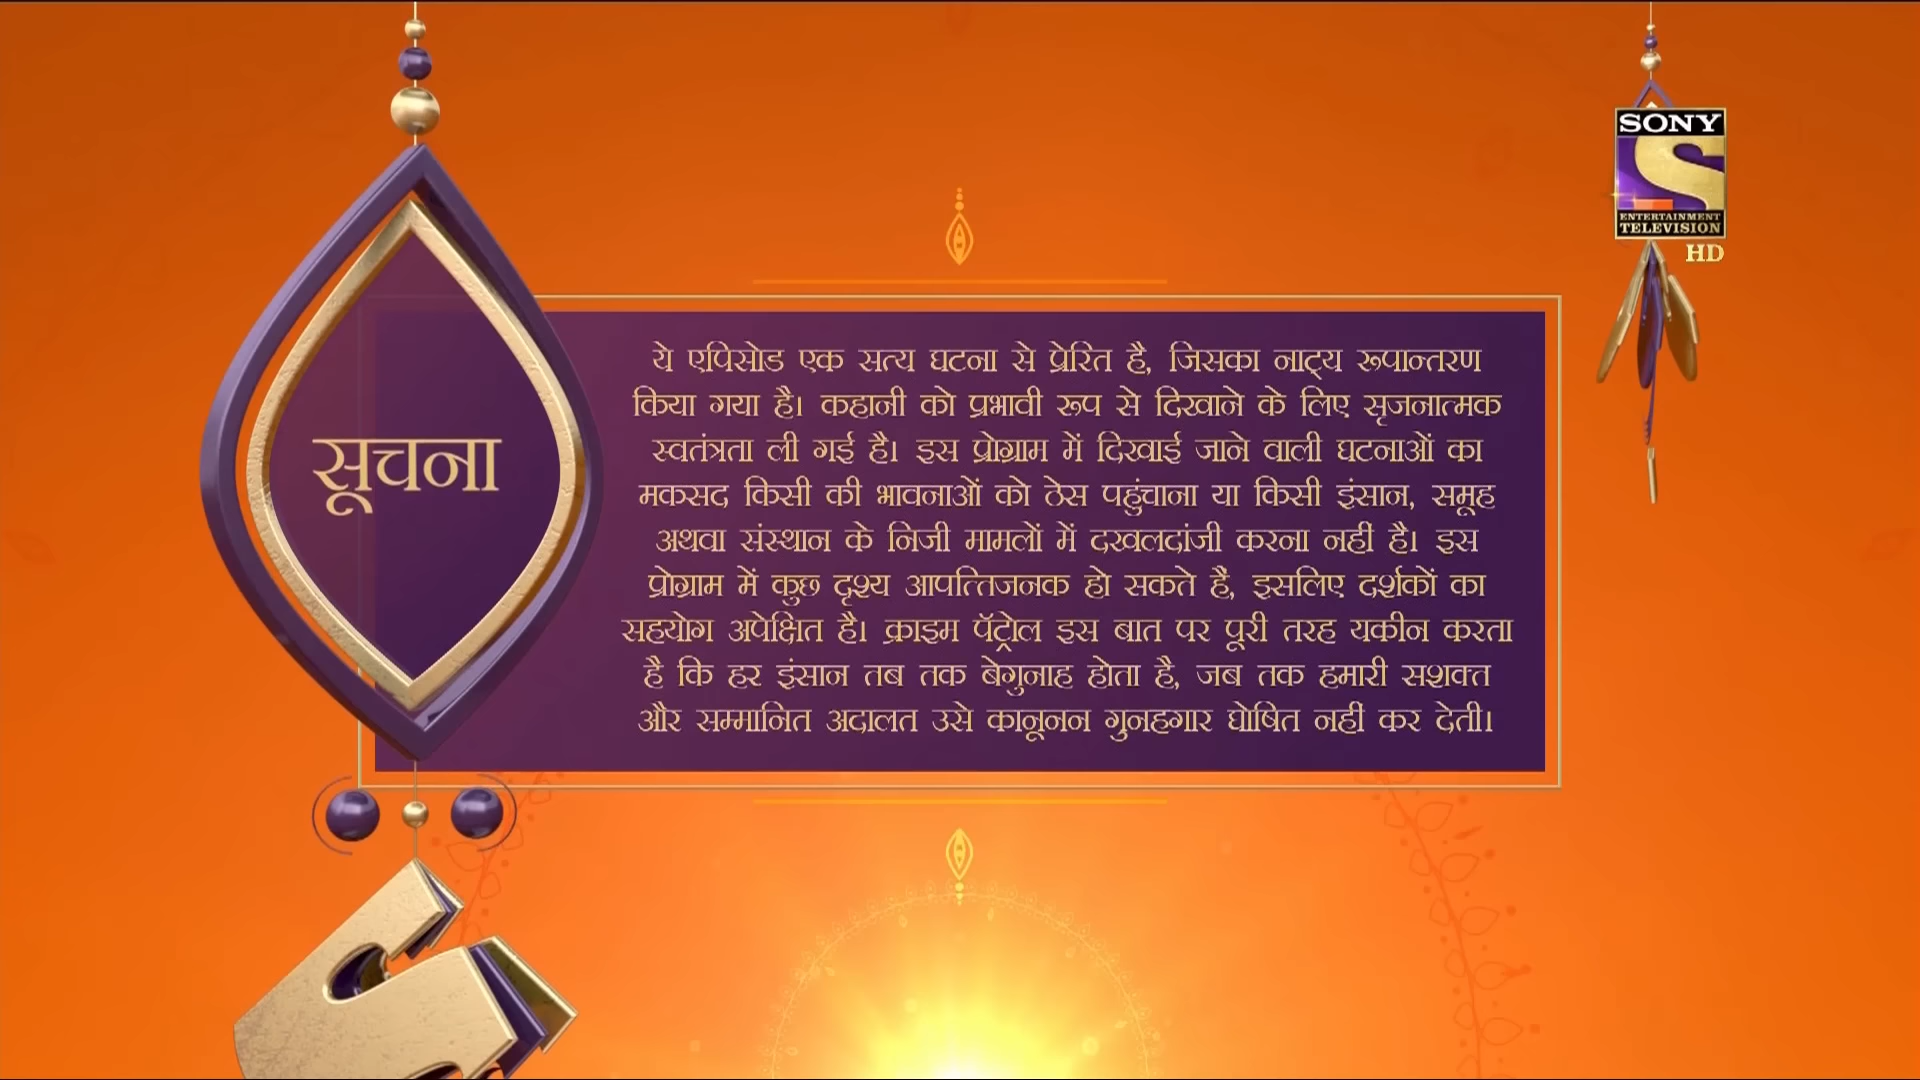 सूचना
ये एपिसोड एक सत्य घटना से प्रेरित है, जिसका नाट्य रूपान्तरण
किया गया है। कहानी को प्रभावी रूप से दिखाने के लिए सृजनात्मक
स्वतंत्रता ली गई है। इस प्रोग्राम में दिखाई जाने वाली घटनाओं का
मकसद किसी की भावनाओं को ठेस पहुंचाना या किसी इंसान, समूह
अथवा संस्थान के निजी मामलों में दखलदांजी करना नहीं है। इस
प्रोग्राम में कुछ दृश्य आपत्तिजनक हो सकते हैं, इसलिए दर्शकों का
सहयोग अपेक्षित है। क्राइम पॅट्रोल इस बात पर पूरी तरह यकीन करता
है कि हर इंसान तब तक बेगुनाह होता है, जब तक हमारी सशक्त
और सम्मानित अदालत उसे कानूनन गुनहगार घोषित नहीं कर देती।
SONY
ENTERTAINMENT
TELEVISION
HD